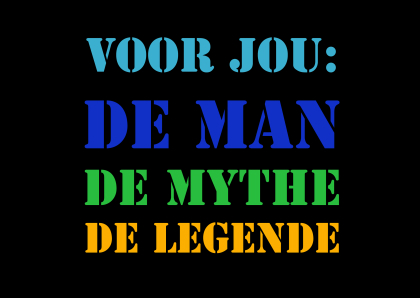 VOOR JOU:
DE MAN
DE MYTHE
DE LEGENDE